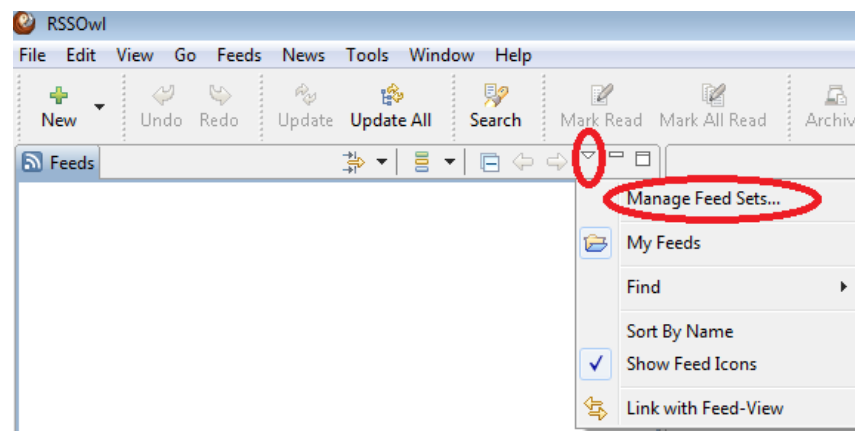 RSSOwl
File Edit View Go Feeds News Tools Window Help
New Undo Redo Update Update All Search Mark Read Mark All Read Archiv
Feeds
Manage Feed Sets...
My Feeds
Find
Sort By Name
Show Feed Icons
Link with Feed-View